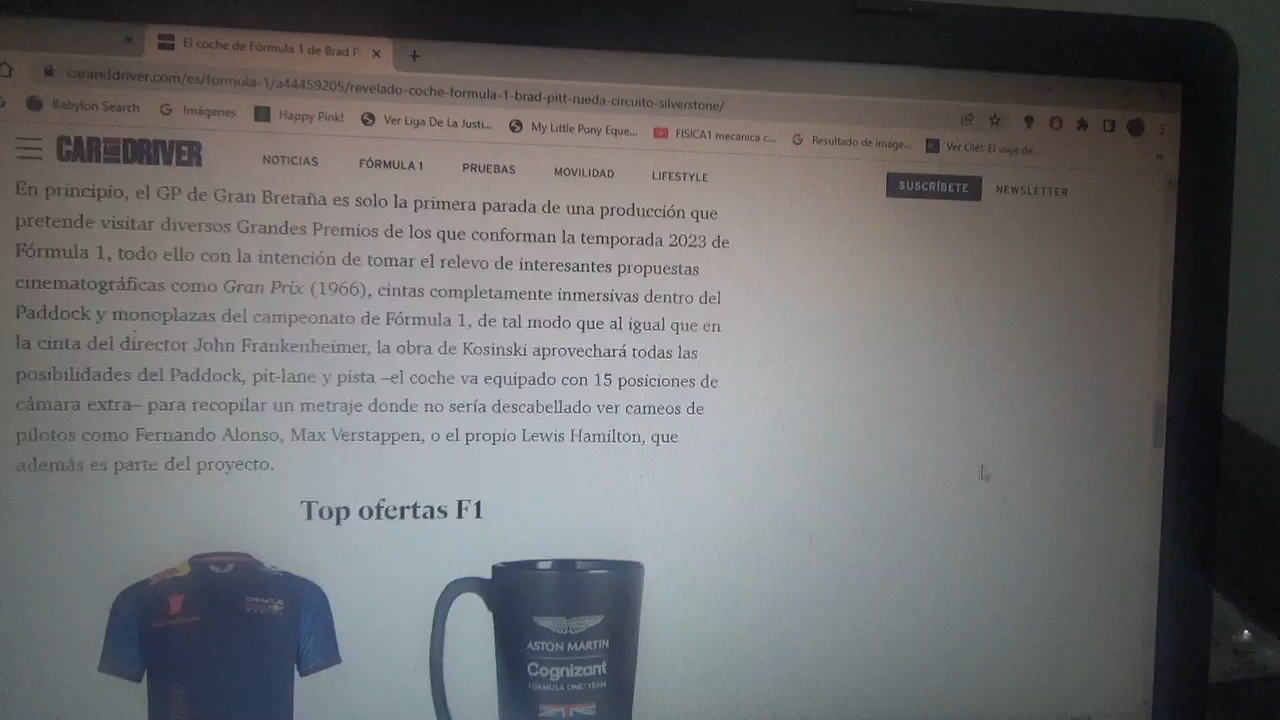 El coche de Fórmula 1 de Brad P
caranddriver.com/es/formula-1/a44459205/revelado-coche-formula-1-brad-pitt-rueda-circuito-silverstone/
Babylon Search
Imágenes
Happy Pink!
Ver Liga De La Justi...
My Little Pony Eque...
FISICA1 mecanica c...
Resultado de image...
Ver Olé! El viaje de...
CAR AND DRIVER
NOTICIAS
FÓRMULA 1
PRUEBAS
MOVILIDAD
LIFESTYLE
SUSCRÍBETE
NEWSLETTER
En principio, el GP de Gran Bretaña es solo la primera parada de una producción que
pretende visitar diversos Grandes Premios de los que conforman la temporada 2023 de
Fórmula 1, todo ello con la intención de tomar el relevo de interesantes propuestas
cinematográficas como Gran Prix (1966), cintas completamente inmersivas dentro del
Paddock y monoplazas del campeonato de Fórmula 1, de tal modo que al igual que en
la cinta del director John Frankenheimer, la obra de Kosinski aprovechará todas las
posibilidades del Paddock, pit-lane y pista –el coche va equipado con 15 posiciones de
cámara extra– para recopilar un metraje donde no sería descabellado ver cameos de
pilotos como Fernando Alonso, Max Verstappen, o el propio Lewis Hamilton, que
además es parte del proyecto.
Top ofertas F1
ORACLE
ASTON MARTIN
Cognizant
FORMULA ONE TEAM